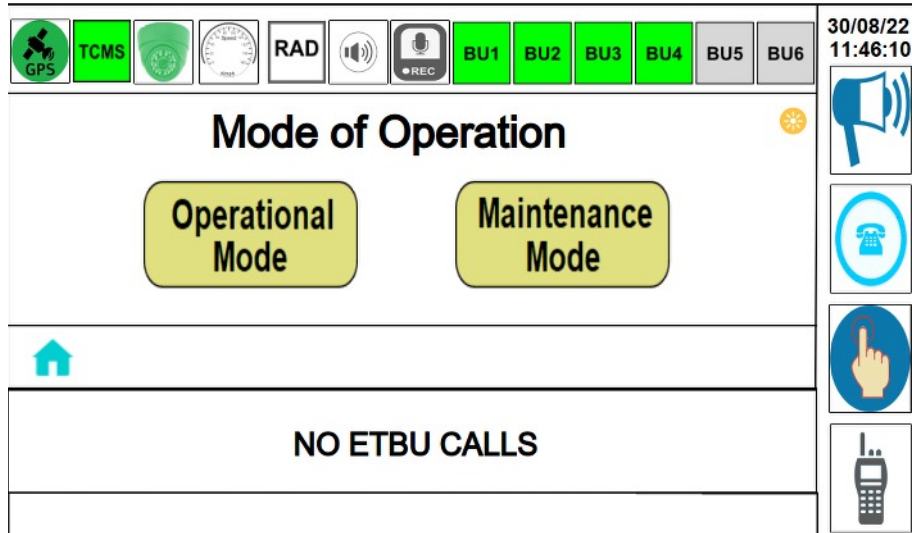 GPS
TCMS
Speed
RAD
REC
BU1
BU2
BU3
BU4
BU5
BU6
30/08/22
11:46:10
Mode of Operation
Operational
Mode
Maintenance
Mode
NO ETBU CALLS